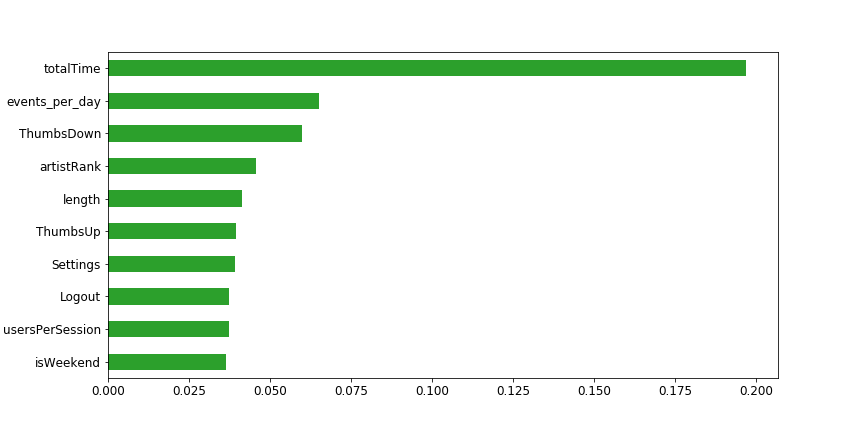 totalTime
events_per_day
ThumbsDown
artistRank
length
ThumbsUp
Settings
Logout
usersPerSession
isWeekend
0.000 0.025 0.050 0.075 0.100 0.125 0.150 0.175 0.200